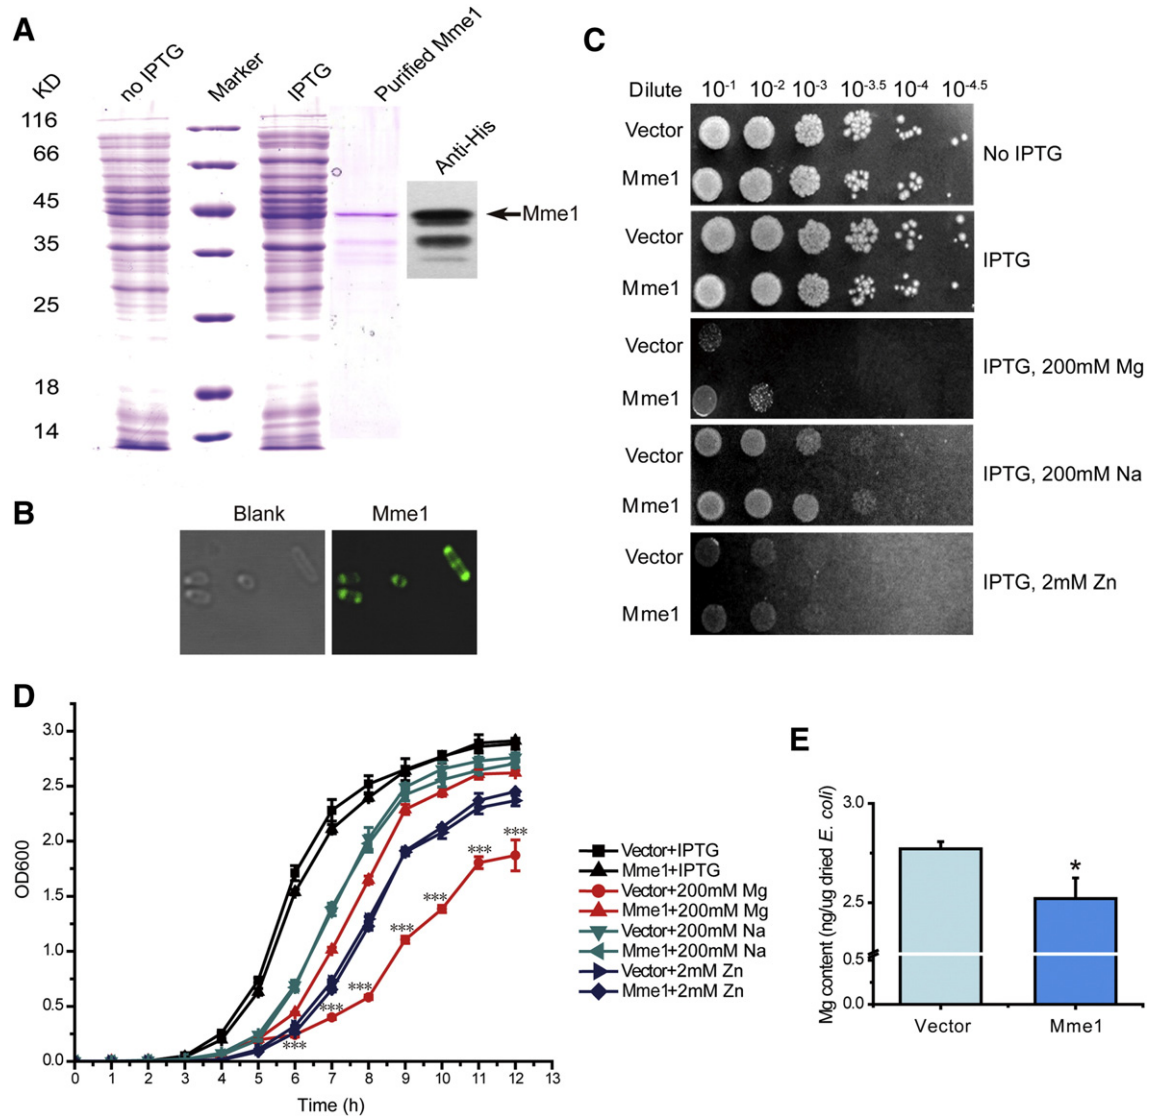 A
KD
no IPTG
Marker
IPTG
Purified Mme1
Anti-His
116
66
45
35
25
18
14
Mme1
B
Blank
Mme1
C
Dilute 10-1 10-2 10-3 10-3.5 10-4 10-4.5
Vector
Mme1
No IPTG
Vector
Mme1
IPTG
Vector
Mme1
IPTG, 200mM Mg
Vector
Mme1
IPTG, 200mM Na
Vector
Mme1
IPTG, 2mM Zn
D
OD600
3.0
2.5
2.0
1.5
1.0
0.5
0.0
0 1 2 3 4 5 6 7 8 9 10 11 12 13
Time (h)
*** *** *** *** *** *** ***
Vector+IPTG
Mme1+IPTG
Vector+200mM Mg
Mme1+200mM Mg
Vector+200mM Na
Mme1+200mM Na
Vector+2mM Zn
Mme1+2mM Zn
E
Mg content (ng/ug dried E. coli)
3.0
2.5
0.5
0.0
*
Vector Mme1